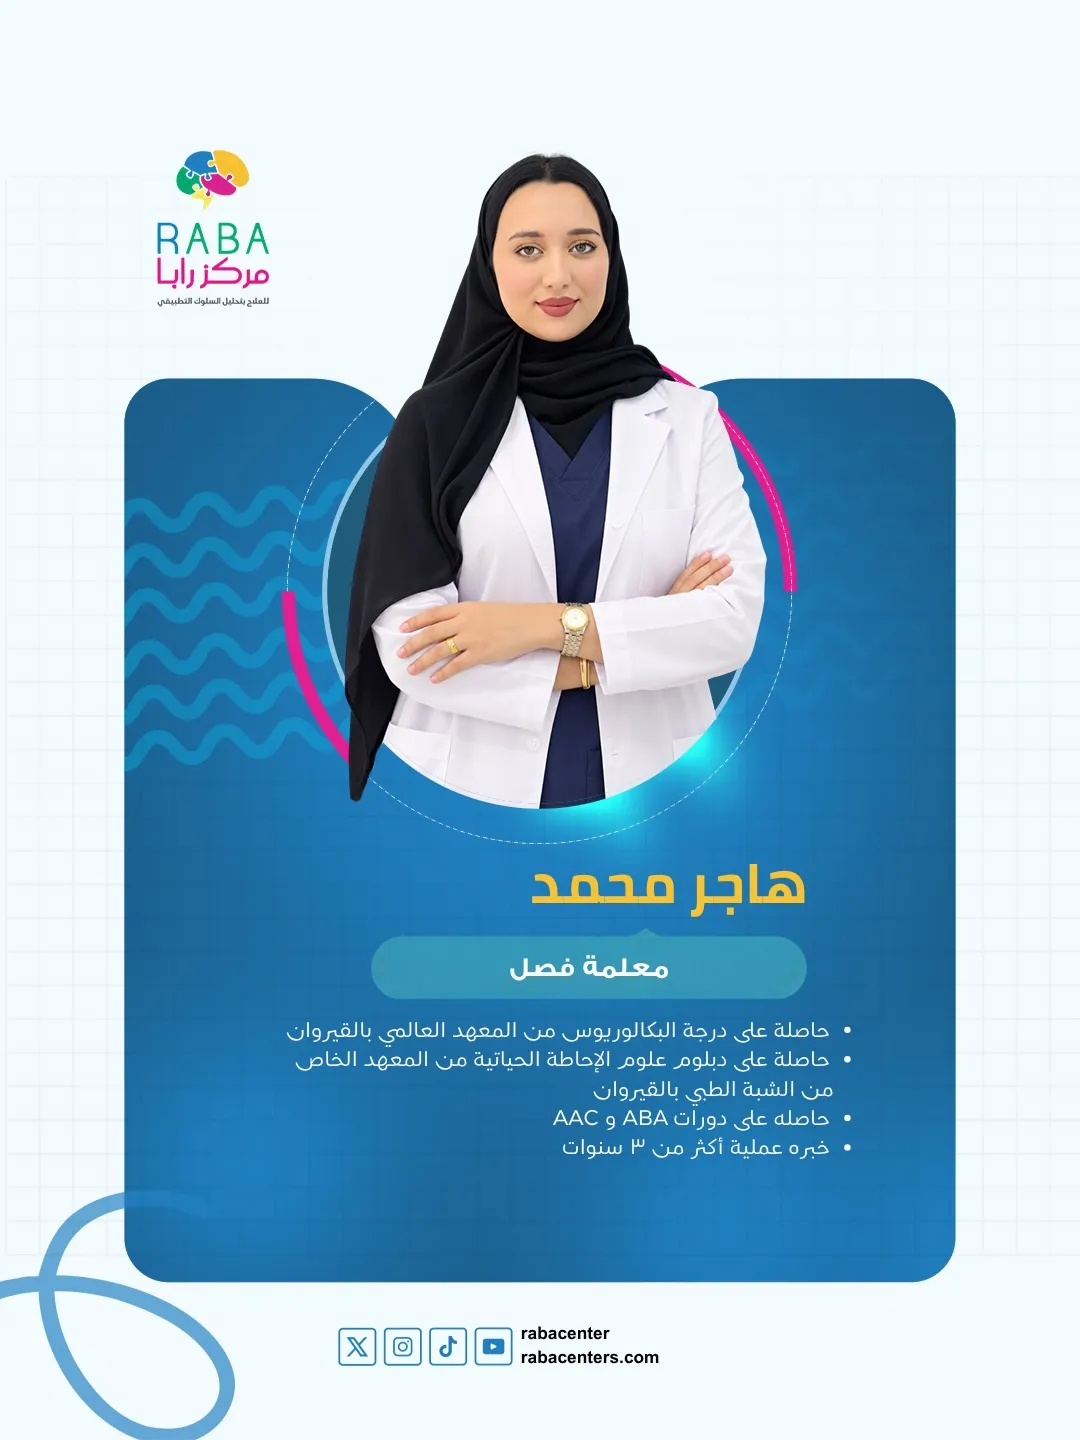 RABA
مركز رابا
للعلاج بتحليل السلوك التطبيقي
هاجر محمد
معلمة فصل
• حاصلة على درجة البكالوريوس من المعهد العالمي بالقيروان
• حاصلة على دبلوم علوم الإحاطة الحياتية من المعهد الخاص
من الشبة الطبي بالقيروان
• حاصله على دورات ABA و AAC
• خبره عملية أكثر من ٣ سنوات
rabacenter
rabacenters.com